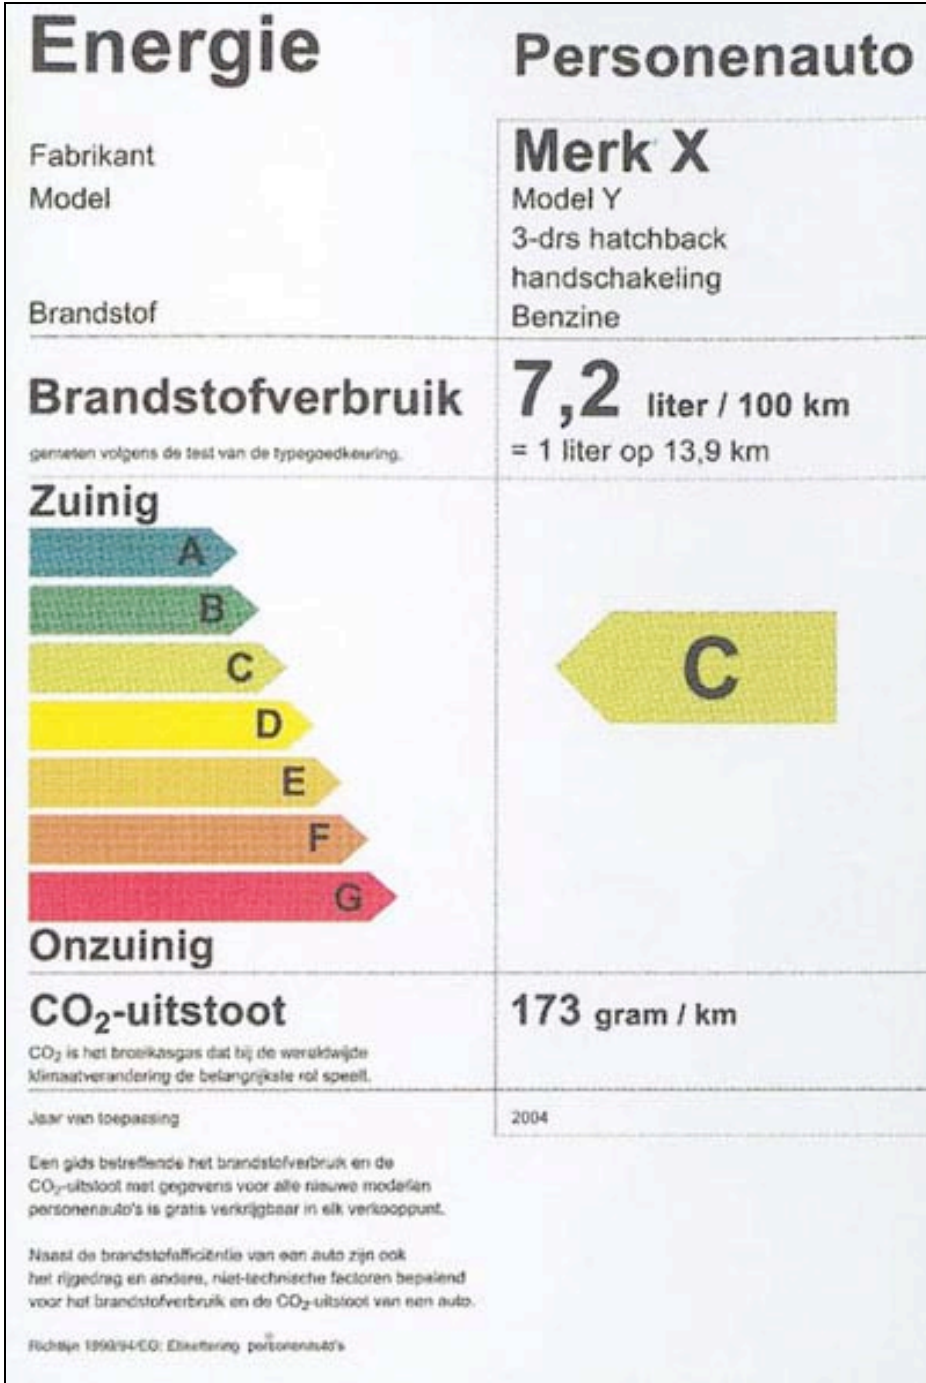 Energie
Personenauto
Fabrikant
Merk X
Model
Model Y
3-drs hatchback
handschakeling
Brandstof
Benzine
Brandstofverbruik
7,2 liter / 100 km
gemeten volgens de test van de typegoedkeuring.
= 1 liter op 13,9 km
Zuinig
A
B
C
D
E
F
G
C
Onzuinig
CO₂-uitstoot
173 gram / km
CO₂ is het broeikasgas dat bij de wereldwijde
klimaatverandering de belangrijkste rol speelt.
Jaar van toepassing
2004
Een gids betreffende het brandstofverbruik en de
CO₂-uitstoot met gegevens voor alle nieuwe modellen
personenauto's is gratis verkrijgbaar in elk verkooppunt.
Naast de brandstofefficiëntie van een auto zijn ook
het rijgedrag en andere, niet-technische factoren bepalend
voor het brandstofverbruik en de CO₂-uitstoot van een auto.
Richtlijn 1999/94/EG: Etikettering personenauto's